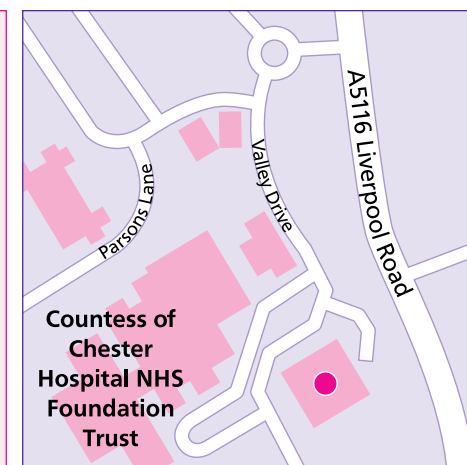 A5116 Liverpool Road
Valley Drive
Parsons Lane
Countess of
Chester
Hospital NHS
Foundation
Trust